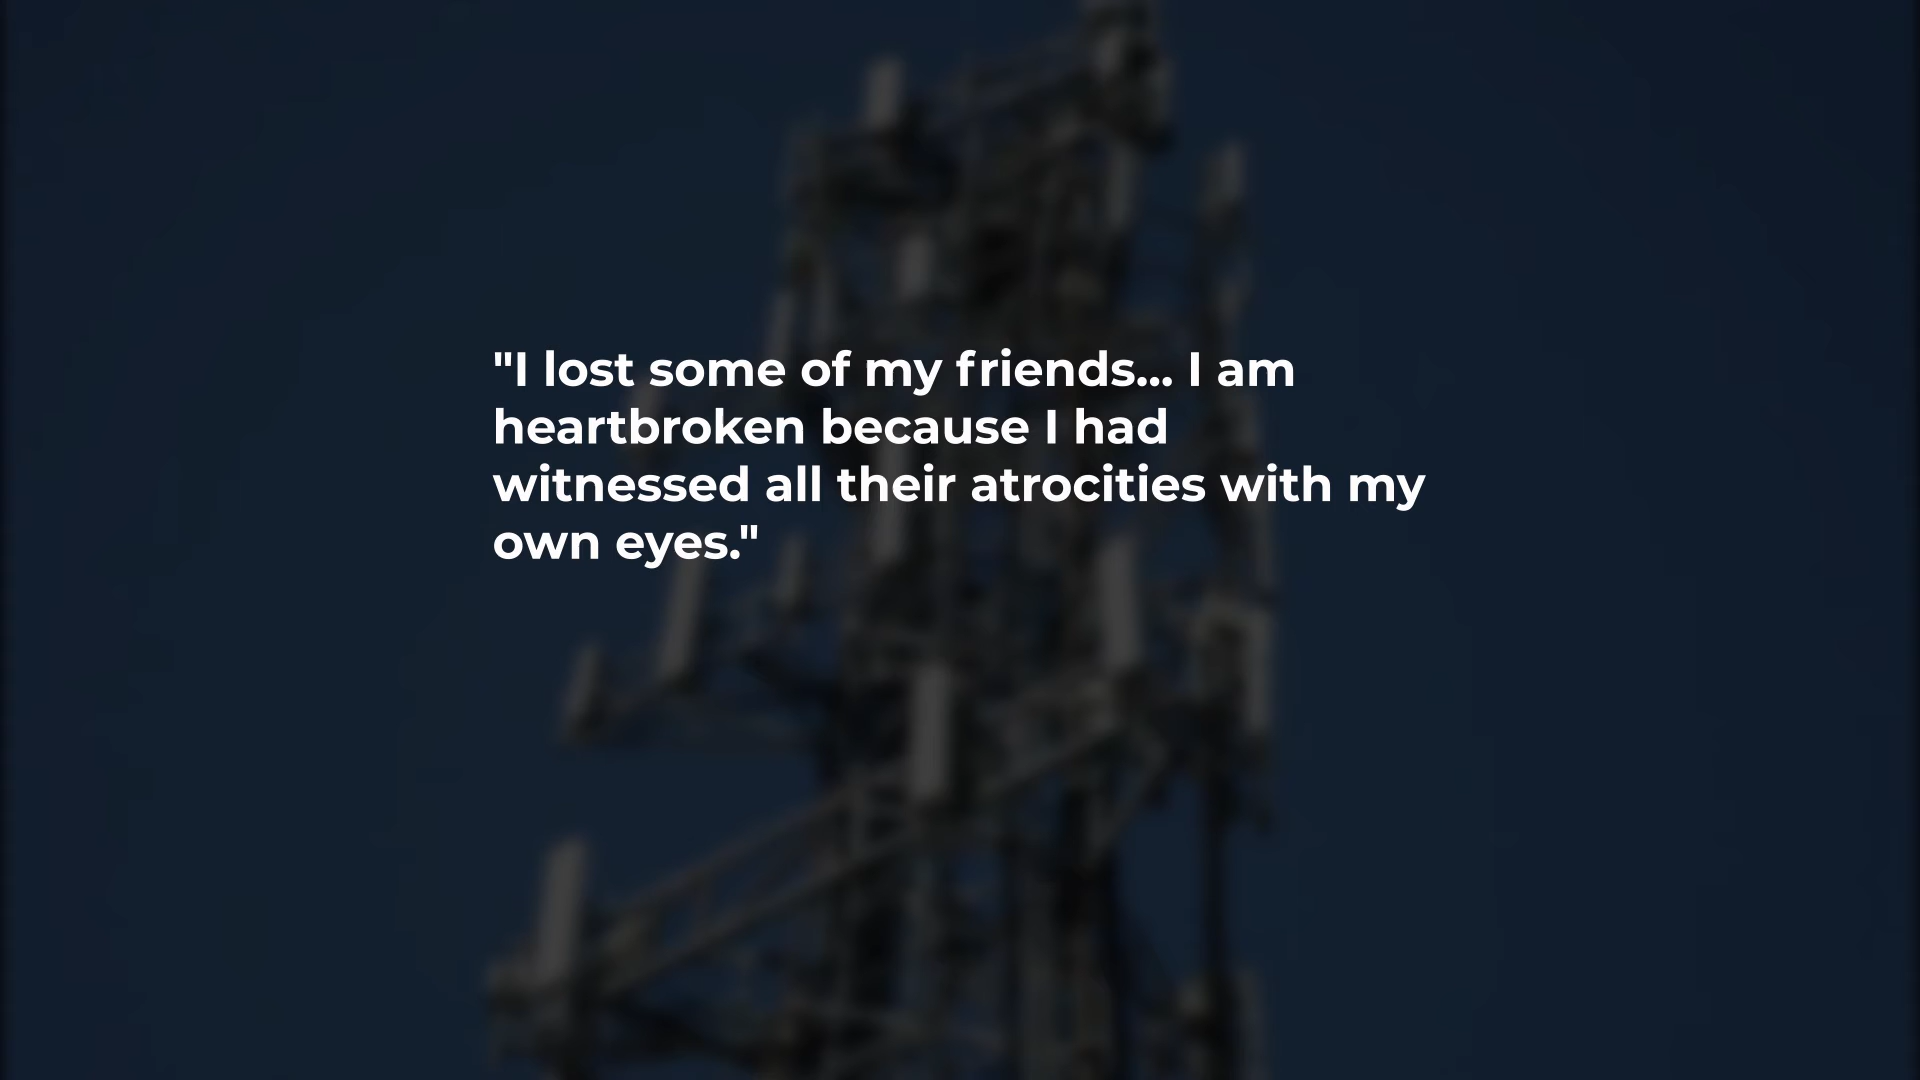 "I lost some of my friends... I am
heartbroken because I had
witnessed all their atrocities with my
own eyes."